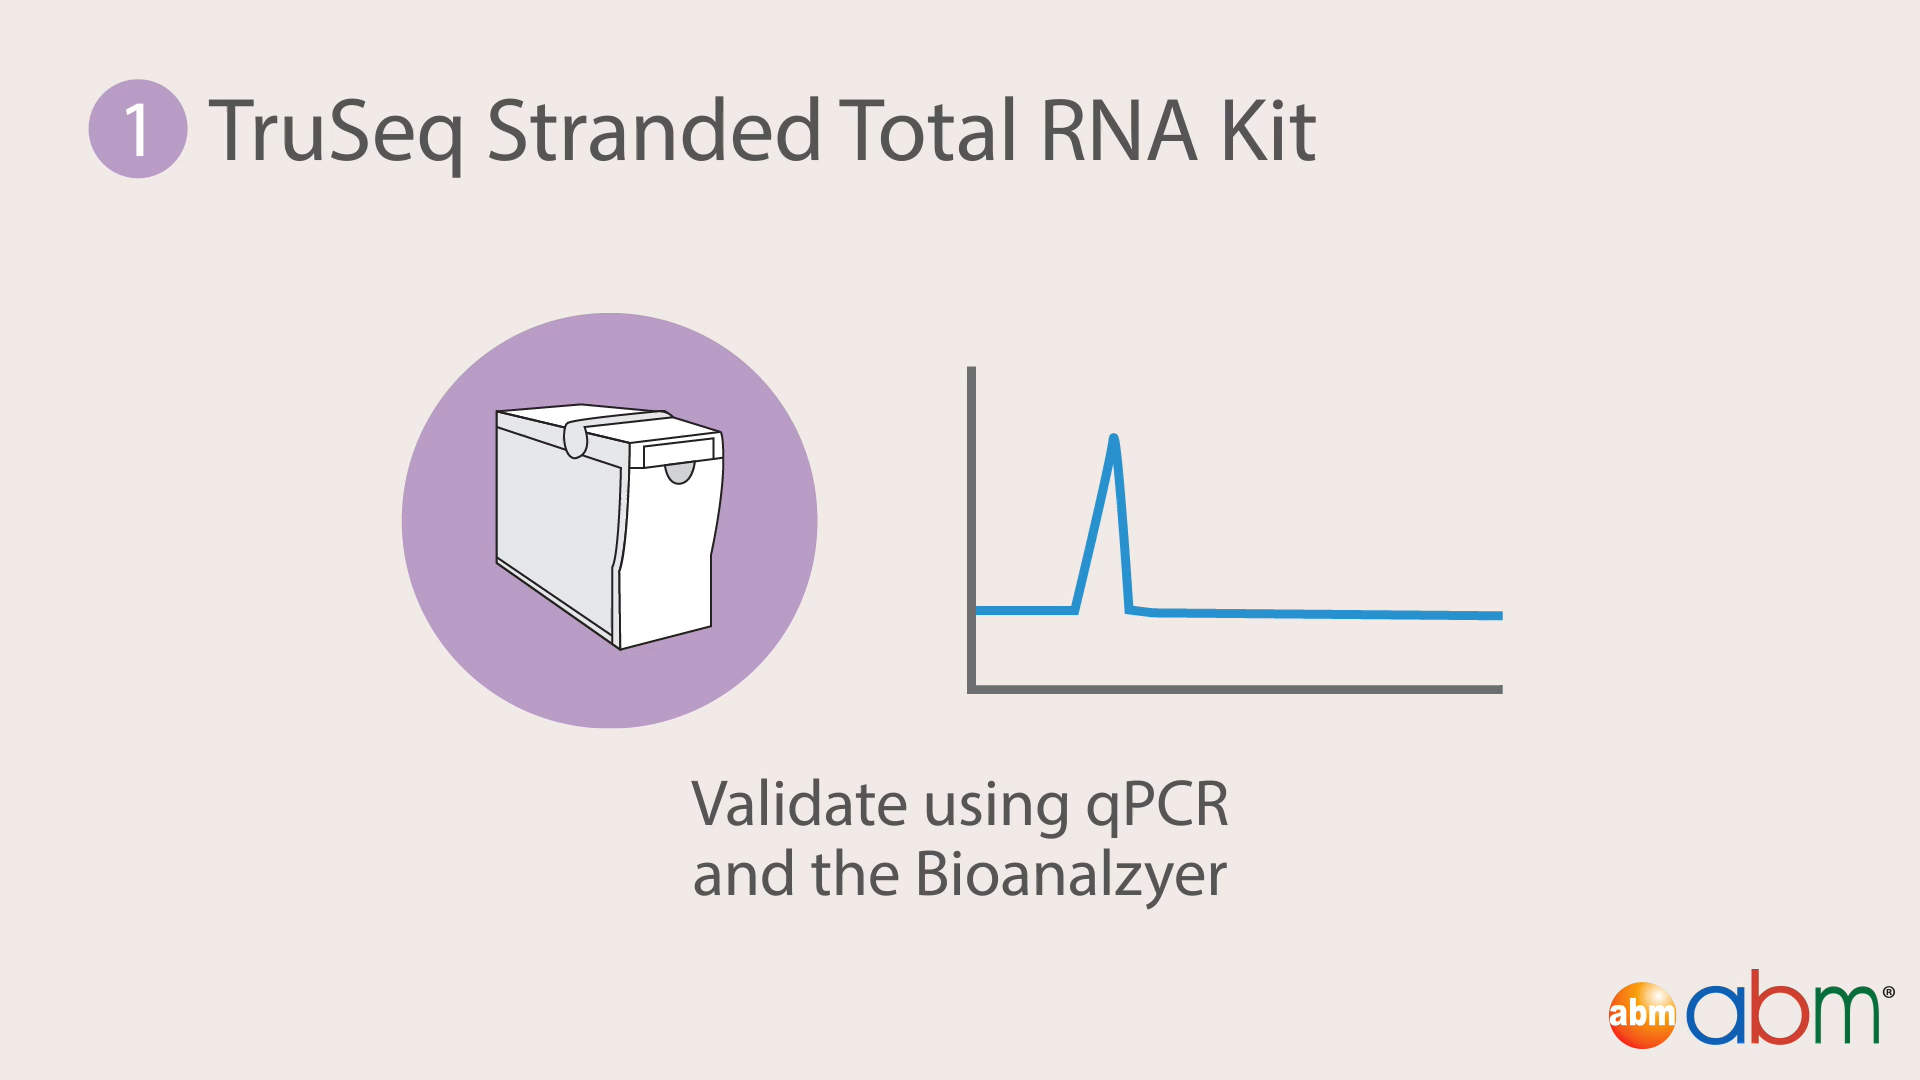 1 TruSeq Stranded Total RNA Kit
Validate using qPCR
and the Bioanalzyer
abm abm®